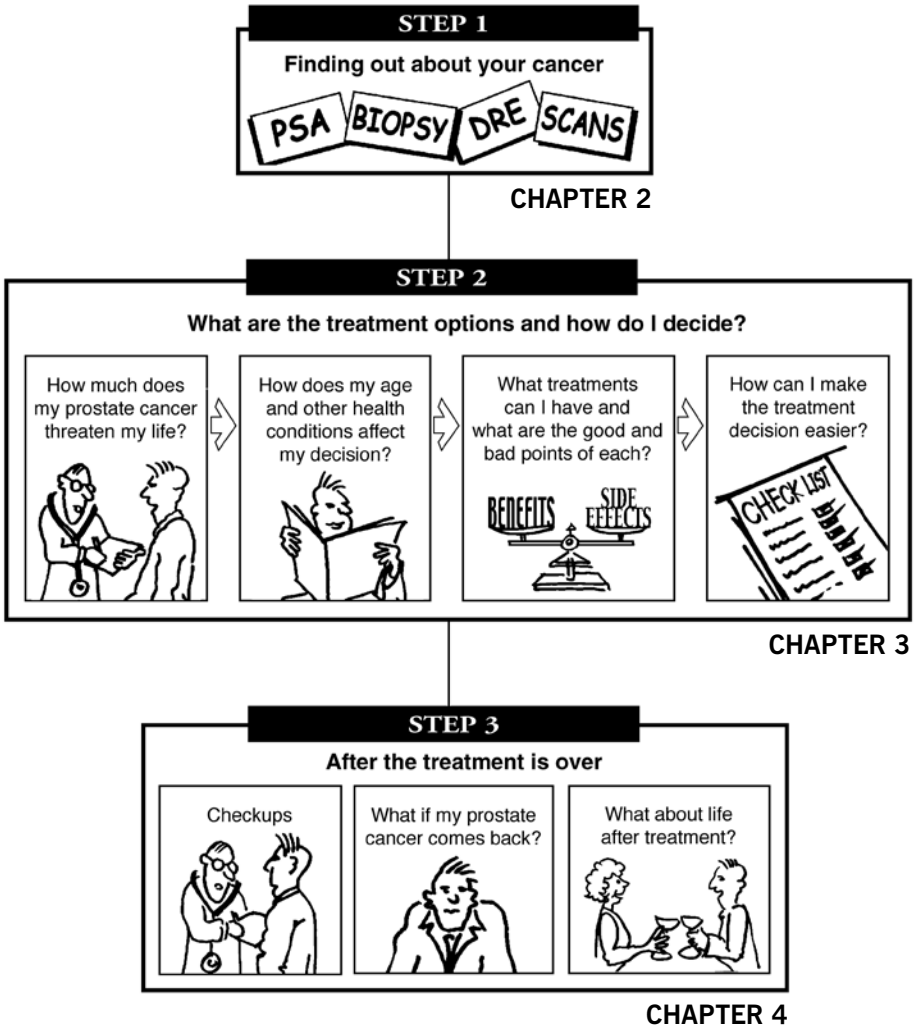 STEP 1
Finding out about your cancer
PSA BIOPSY DRE SCANS
CHAPTER 2
STEP 2
What are the treatment options and how do I decide?
How much does
my prostate cancer
threaten my life?
How does my age
and other health
conditions affect
my decision?
What treatments
can I have and
what are the good and
bad points of each?
BENEFITS
SIDE
EFFECTS
How can I make
the treatment
decision easier?
CHECK LIST
CHAPTER 3
STEP 3
After the treatment is over
Checkups
What if my prostate
cancer comes back?
What about life
after treatment?
CHAPTER 4